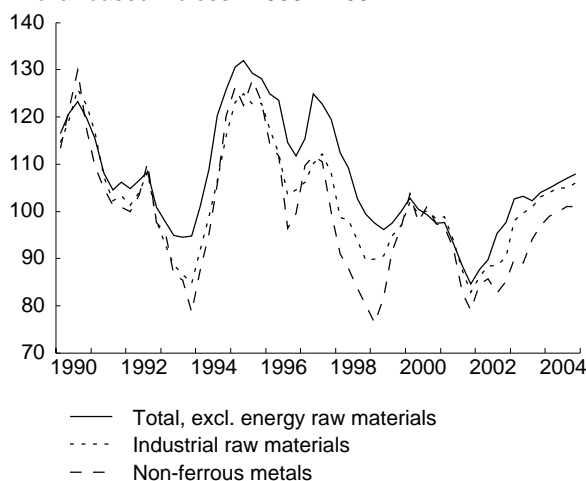 140
130
120
110
100
90
80
70
1990 1992 1994 1996 1998 2000 2002 2004
Total, excl. energy raw materials
Industrial raw materials
Non-ferrous metals